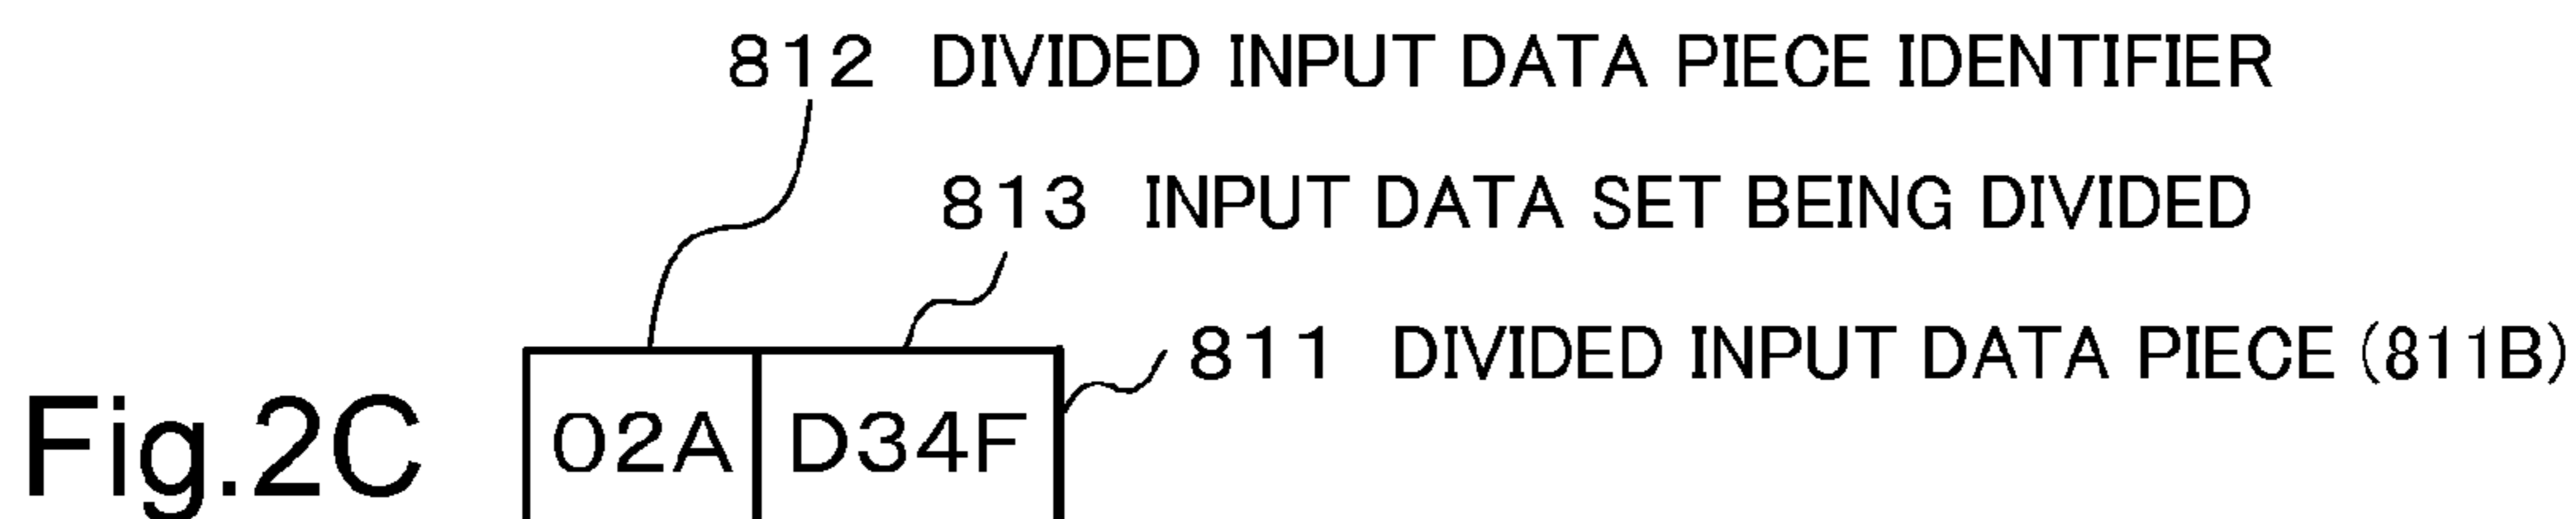 812 DIVIDED INPUT DATA PIECE IDENTIFIER
813 INPUT DATA SET BEING DIVIDED
811 DIVIDED INPUT DATA PIECE (811B)
Fig.2C 02A D34F